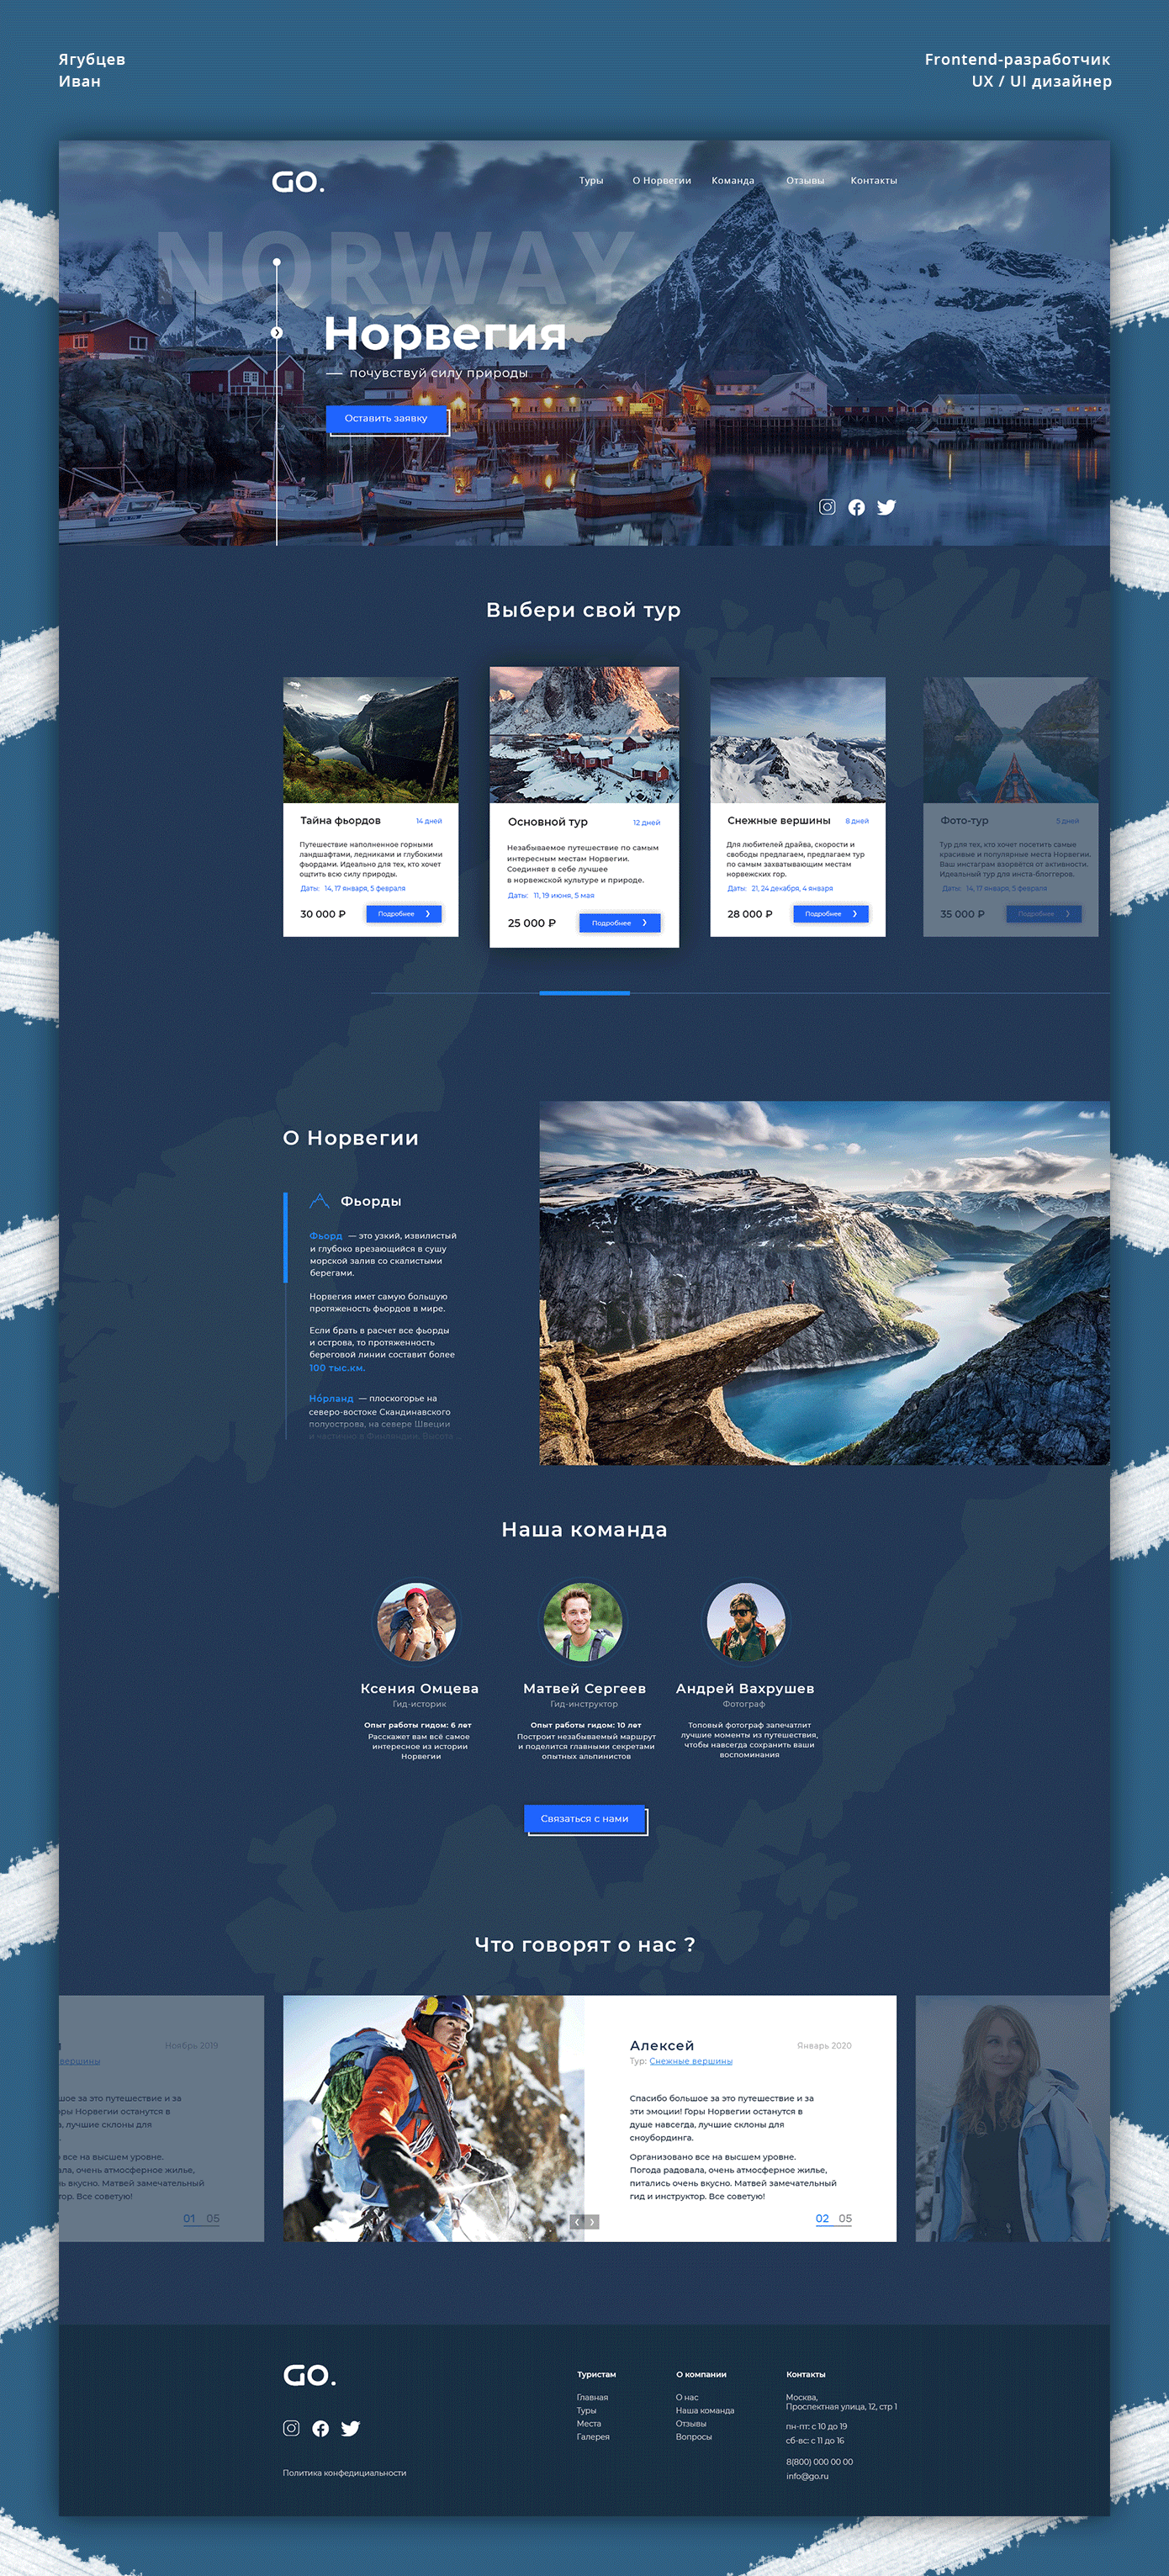 Ягубцев
Иван
Frontend-разработчик
UX / UI дизайнер
GO.
Туры О Норвегии Команда Отзывы Контакты
NORWAY
Норвегия
— почувствуй силу природы
Оставить заявку
Выбери свой тур
Тайна фьордов 14 дней
Путешествие наполненное горными
ландшафтами, ледниками и глубокими
фьордами. Идеально для тех, кто хочет
ощтить всю силу природы.
Даты: 14, 17 января, 5 февраля
30 000 ₽ Подробнее
Основной тур 12 дней
Незабываемое путешествие по самым
интересным местам Норвегии.
Соединяет в себе лучшее
в норвежской культуре и природе.
Даты: 11, 19 июня, 5 мая
25 000 ₽ Подробнее
Снежные вершины 8 дней
Для любителей драйва, скорости и
свободы предлагаем, предлагаем тур
по самым захватывающим местам
норвежских гор.
Даты: 21, 24 декабря, 4 января
28 000 ₽ Подробнее
Фото-тур 5 дней
Тур для тех, кто хочет посетить самые
красивые и популярные места Норвегии.
Ваш инстаграм взорвётся от активности.
Идеальный тур для инста-блоггеров.
Даты: 14, 17 января, 5 февраля
35 000 ₽ Подробнее
О Норвегии
Фьорды
Фьорд — это узкий, извилистый
и глубоко врезающийся в сушу
морской залив со скалистыми
берегами.
Норвегия имет самую большую
протяженость фьордов в мире.
Если брать в расчет все фьорды
и острова, то протяженность
береговой линии составит более
100 тыс.км.
Но́рланд — плоскогорье на
северо-востоке Скандинавского
полуострова, на севере Швеции
и частично в Финляндии. Высота ...
Наша команда
Ксения Омцева
Гид-историк
Опыт работы гидом: 6 лет
Расскажет вам всё самое
интересное из истории
Норвегии
Матвей Сергеев
Гид-инструктор
Опыт работы гидом: 10 лет
Построит незабываемый маршрут
и поделится главными секретами
опытных альпинистов
Андрей Вахрушев
Фотограф
Топовый фотограф запечатлит
лучшие моменты из путешествия,
чтобы навсегда сохранить ваши
воспоминания
Связаться с нами
Что говорят о нас ?
Ноябрь 2019
вершины
шое за это путешествие и за
ры Норвегии останутся в
, лучшие склоны для
все на высшем уровне.
ала, очень атмосферное жилье,
ь вкусно. Матвей замечательный
тор. Все советую!
01 05
Алексей Январь 2020
Тур: Снежные вершины
Спасибо большое за это путешествие и за
эти эмоции! Горы Норвегии останутся в
душе навсегда, лучшие склоны для
сноубординга.
Организовано все на высшем уровне.
Погода радовала, очень атмосферное жилье,
питались очень вкусно. Матвей замечательный
гид и инструктор. Все советую!
02 05
GO.
Политика конфедициальности
Туристам
Главная
Туры
Места
Галерея
О компании
О нас
Наша команда
Отзывы
Вопросы
Контакты
Москва,
Проспектная улица, 12, стр 1
пн-пт: с 10 до 19
сб-вс: с 11 до 16
8(800) 000 00 00
info@go.ru